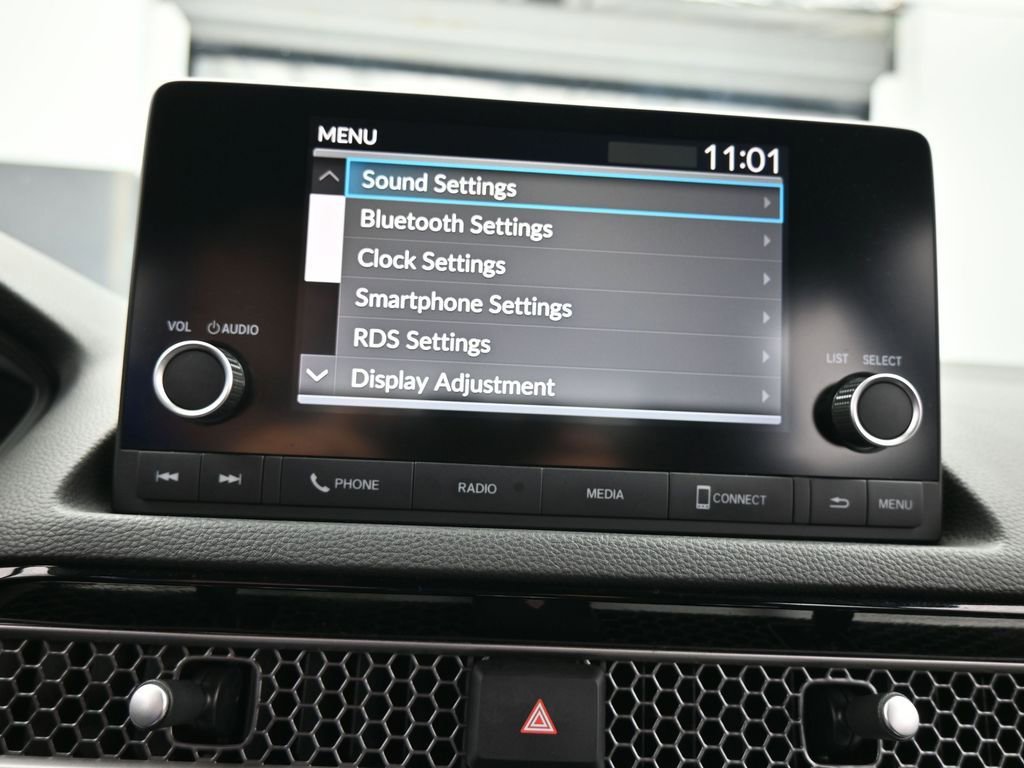 MENU
11:01
Sound Settings
Bluetooth Settings
Clock Settings
Smartphone Settings
RDS Settings
Display Adjustment
VOL AUDIO
LIST SELECT
PHONE
RADIO
MEDIA
CONNECT
MENU